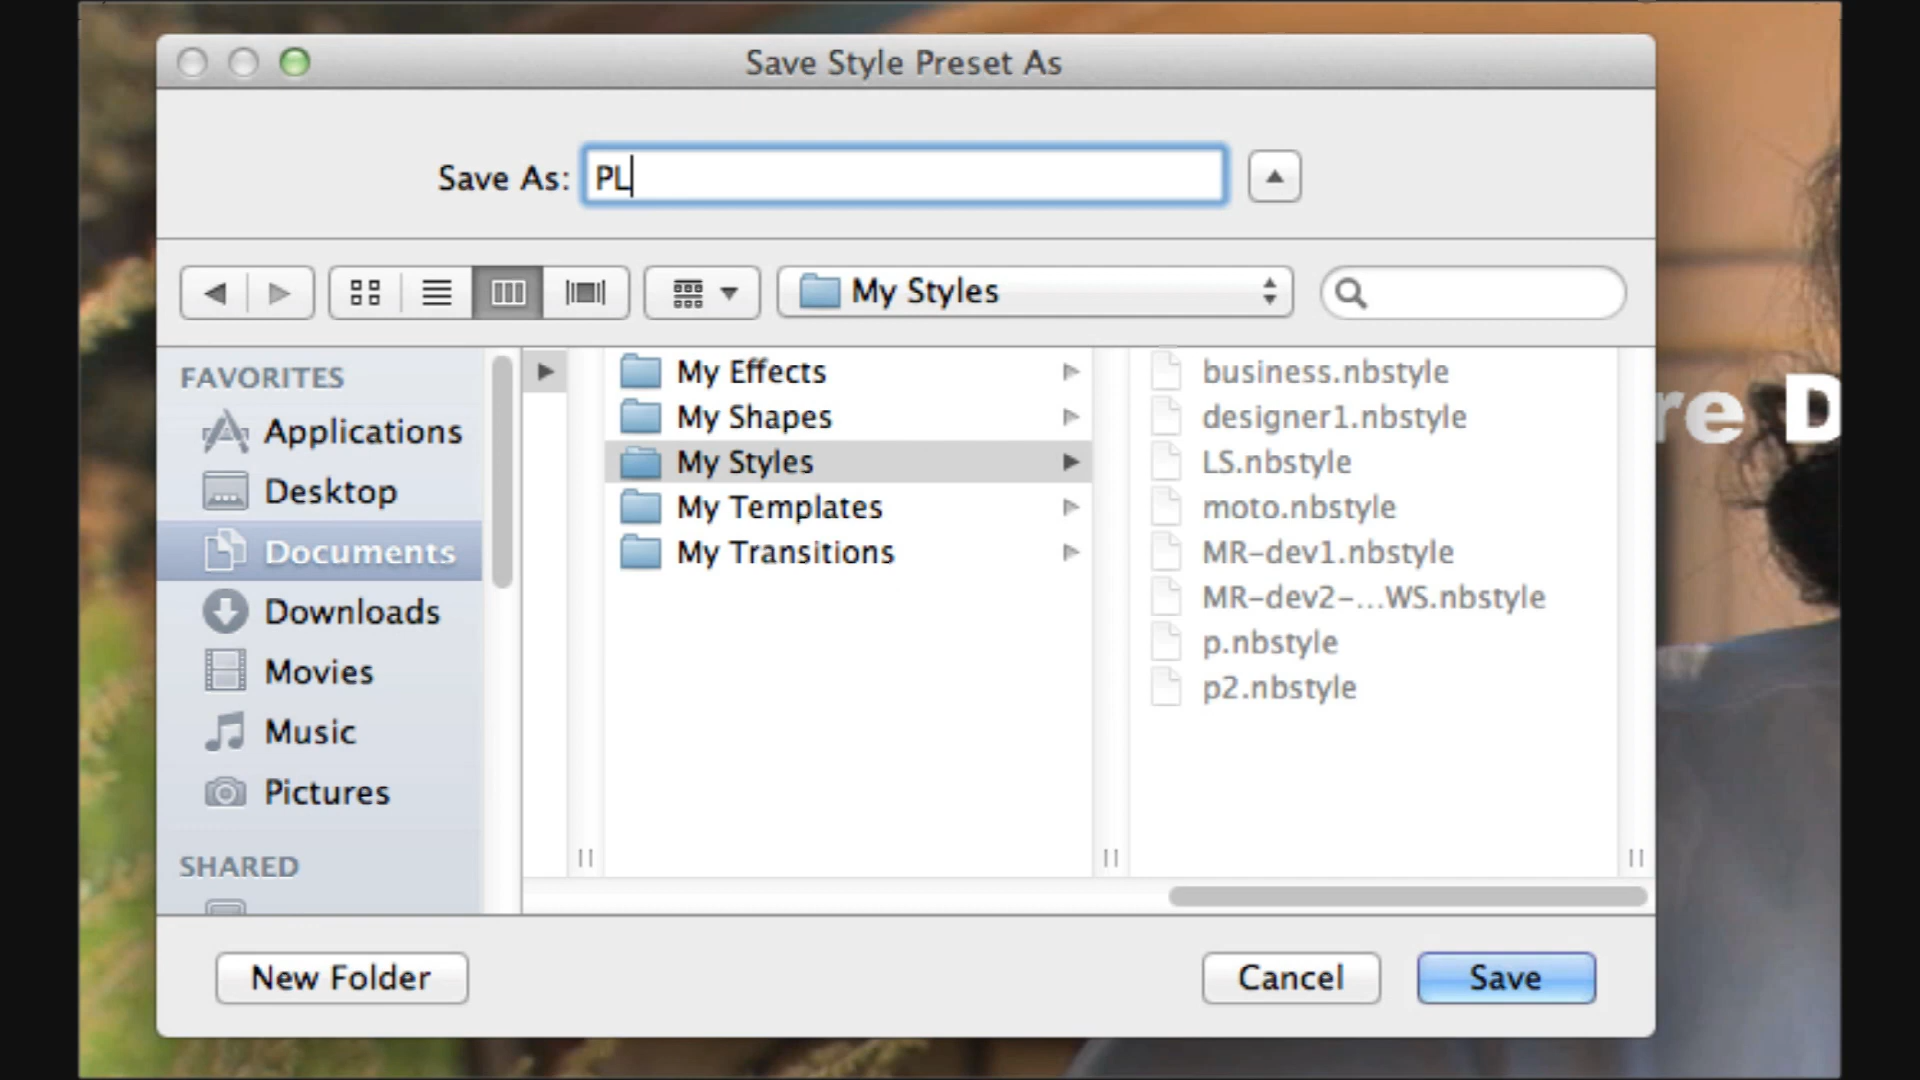 Save Style Preset As
Save As: PL
My Styles
FAVORITES
Applications
Desktop
Documents
Downloads
Movies
Music
Pictures
SHARED
My Effects
My Shapes
My Styles
My Templates
My Transitions
business.nbstyle
designer1.nbstyle
LS.nbstyle
moto.nbstyle
MR-dev1.nbstyle
MR-dev2-...WS.nbstyle
p.nbstyle
p2.nbstyle
re D
New Folder
Cancel
Save